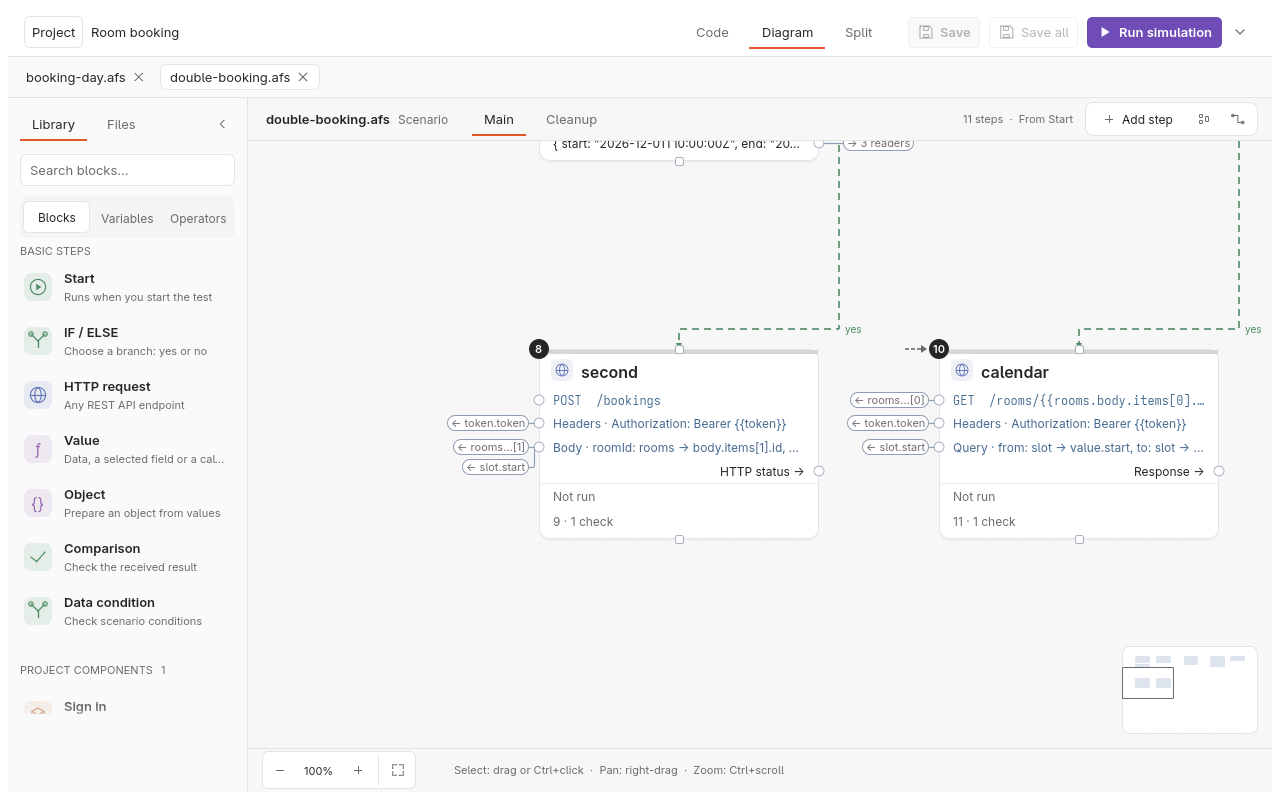 Project Room booking
Code Diagram Split Save Save all Run simulation
booking-day.afs double-booking.afs
Library Files
double-booking.afs Scenario Main Cleanup 11 steps · From Start + Add step
Search blocks...
Blocks Variables Operators
BASIC STEPS
Start
Runs when you start the test
IF / ELSE
Choose a branch: yes or no
HTTP request
Any REST API endpoint
Value
Data, a selected field or a cal...
Object
Prepare an object from values
Comparison
Check the received result
Data condition
Check scenario conditions
PROJECT COMPONENTS 1
Sign in
{ start: "2026-12-01T10:00:00Z", end: "20...
→ 3 readers
yes
8
second
POST /bookings
← token.token
Headers · Authorization: Bearer {{token}}
← rooms...[1]
Body · roomId: rooms → body.items[1].id, ...
← slot.start
HTTP status →
Not run
9 · 1 check
yes
10
calendar
← rooms...[0]
GET /rooms/{{rooms.body.items[0]....
← token.token
Headers · Authorization: Bearer {{token}}
← slot.start
Query · from: slot → value.start, to: slot → ...
Response →
Not run
11 · 1 check
− 100% +
Select: drag or Ctrl+click · Pan: right-drag · Zoom: Ctrl+scroll